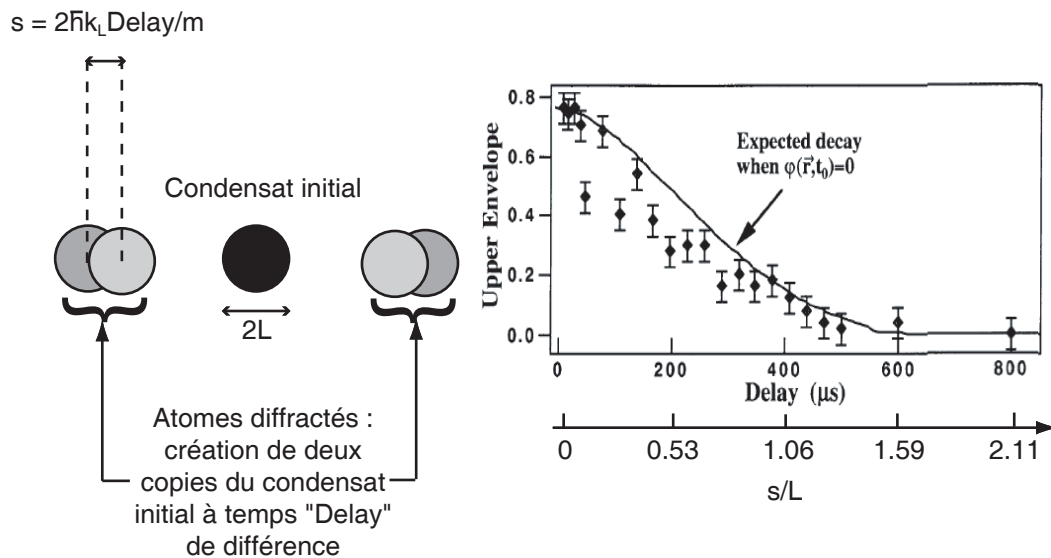 s = 2ħk_LDelay/m
Condensat initial
2L
Atomes diffractés :
création de deux
copies du condensat
initial à temps "Delay"
de différence
Upper Envelope
0.8
0.6
0.4
0.2
0.0
Expected decay
when φ(r⃗,t₀)=0
0 200 400 600 800
Delay (µs)
0 0.53 1.06 1.59 2.11
s/L